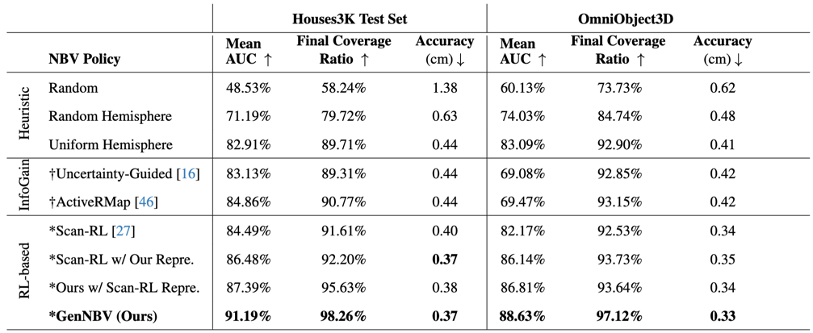 Houses3K Test Set OmniObject3D
NBV Policy Mean AUC ↑ Final Coverage Ratio ↑ Accuracy (cm) ↓ Mean AUC ↑ Final Coverage Ratio ↑ Accuracy (cm) ↓
Heuristic
Random 48.53% 58.24% 1.38 60.13% 73.73% 0.62
Random Hemisphere 71.19% 79.72% 0.63 74.03% 84.74% 0.48
Uniform Hemisphere 82.91% 89.71% 0.44 83.09% 92.90% 0.41
InfoGain
†Uncertainty-Guided [16] 83.13% 89.31% 0.44 69.08% 92.85% 0.42
†ActiveRMap [46] 84.86% 90.77% 0.44 69.47% 93.15% 0.42
RL-based
*Scan-RL [27] 84.49% 91.61% 0.40 82.17% 92.53% 0.34
*Scan-RL w/ Our Repre. 86.48% 92.20% 0.37 86.14% 93.73% 0.35
*Ours w/ Scan-RL Repre. 87.39% 95.63% 0.38 86.81% 93.64% 0.34
*GenNBV (Ours) 91.19% 98.26% 0.37 88.63% 97.12% 0.33